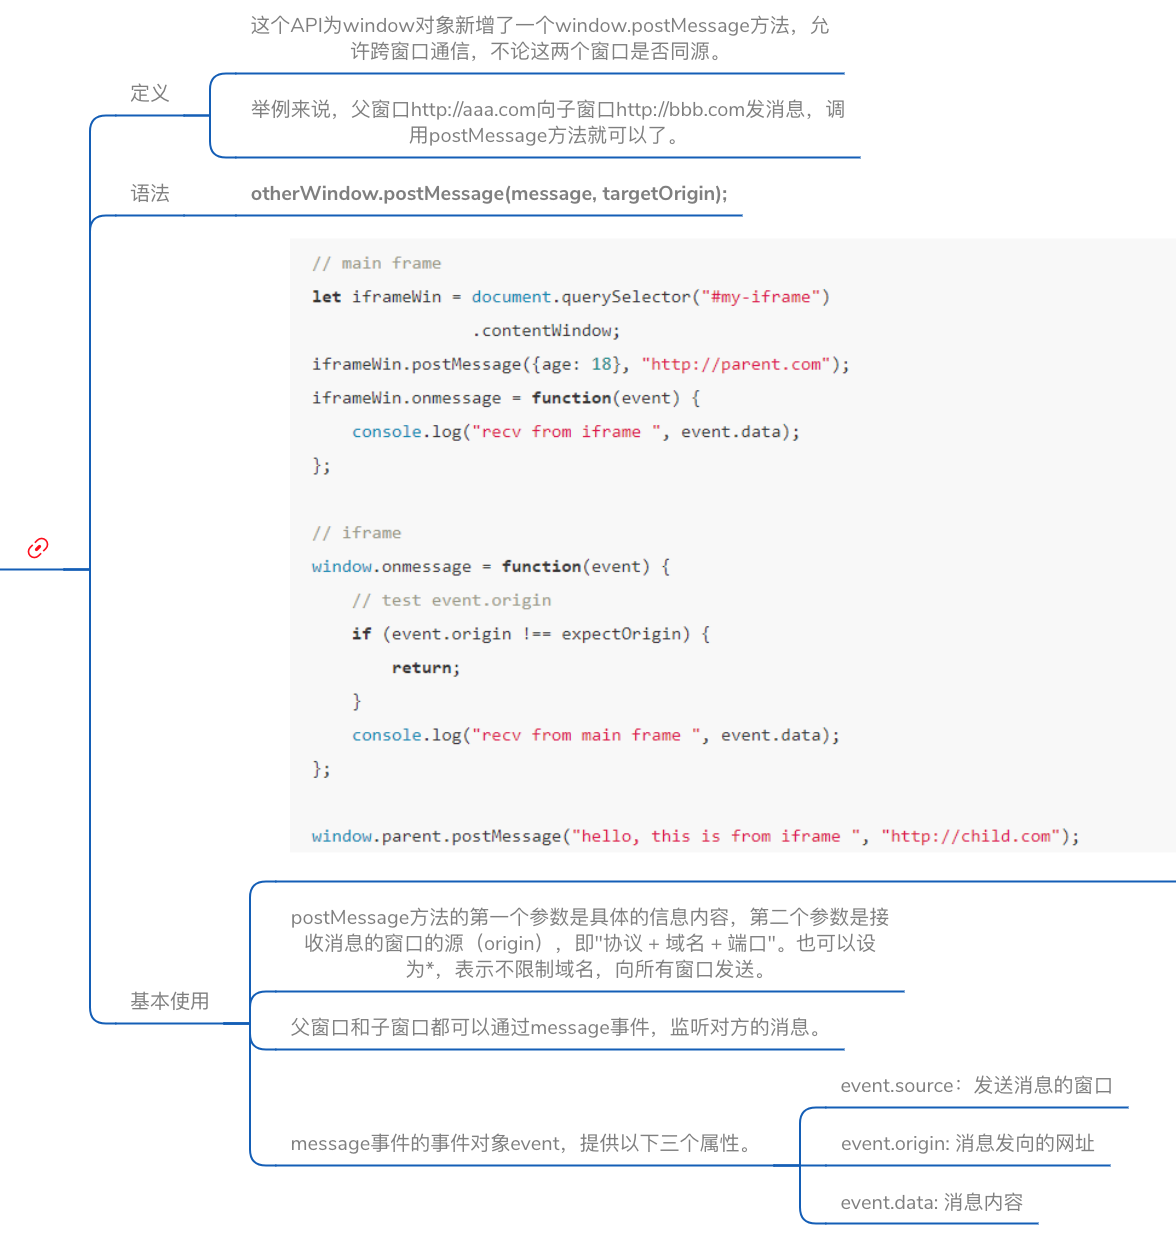 这个API为window对象新增了一个window.postMessage方法，允
许跨窗口通信，不论这两个窗口是否同源。
定义
举例来说，父窗口http://aaa.com向子窗口http://bbb.com发消息，调
用postMessage方法就可以了。
语法
otherWindow.postMessage(message, targetOrigin);
// main frame
let iframeWin = document.querySelector("#my-iframe")
                .contentWindow;
iframeWin.postMessage({age: 18}, "http://parent.com");
iframeWin.onmessage = function(event) {
    console.log("recv from iframe ", event.data);
};
// iframe
window.onmessage = function(event) {
    // test event.origin
    if (event.origin !== expectOrigin) {
        return;
    }
    console.log("recv from main frame ", event.data);
};
window.parent.postMessage("hello, this is from iframe ", "http://child.com");
基本使用
postMessage方法的第一个参数是具体的信息内容，第二个参数是接
收消息的窗口的源（origin），即"协议 + 域名 + 端口"。也可以设
为*，表示不限制域名，向所有窗口发送。
父窗口和子窗口都可以通过message事件，监听对方的消息。
message事件的事件对象event，提供以下三个属性。
event.source：发送消息的窗口
event.origin: 消息发向的网址
event.data: 消息内容